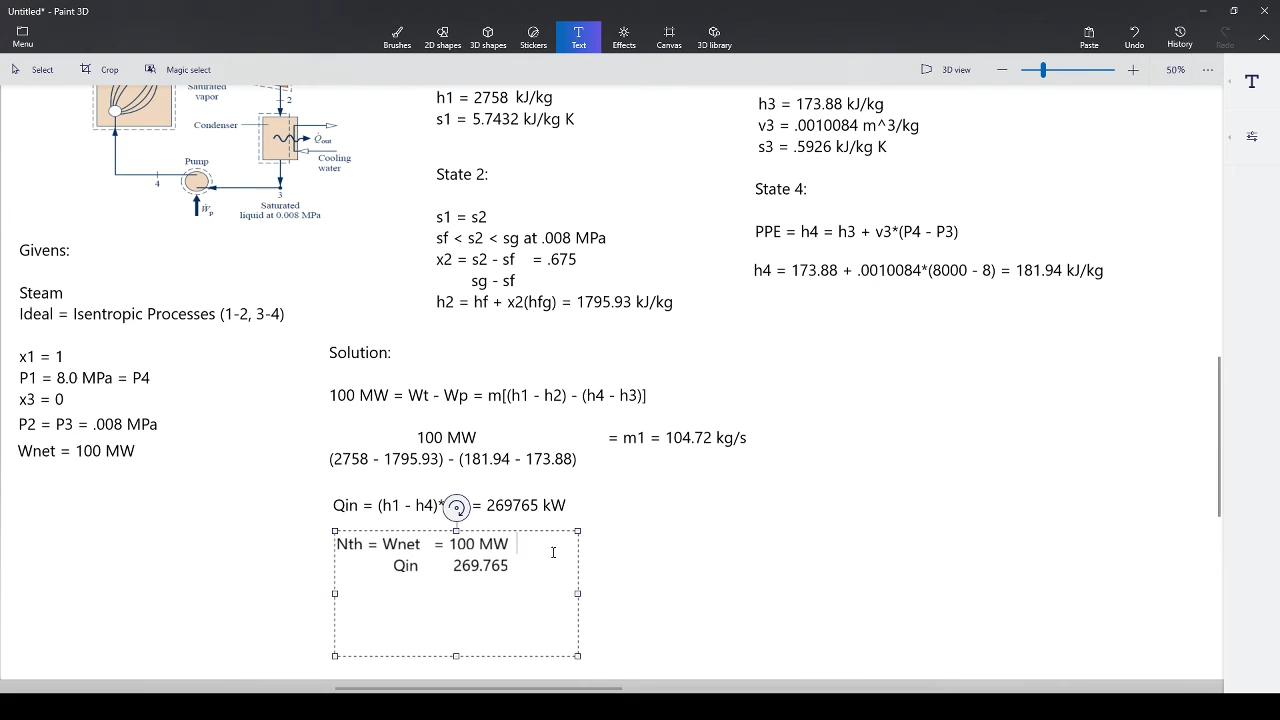 Untitled* - Paint 3D
Menu
Brushes
2D shapes
3D shapes
Stickers
Text
Effects
Canvas
3D library
Paste
Undo
History
Redo
Select
Crop
Magic select
3D view
50%
T
Saturated
vapor
1
2
Condenser
Q̇out
Cooling
water
Pump
4
3
Ẇp
Saturated
liquid at 0.008 MPa
Givens:
Steam
Ideal = Isentropic Processes (1-2, 3-4)
x1 = 1
P1 = 8.0 MPa = P4
x3 = 0
P2 = P3 = .008 MPa
Wnet = 100 MW
h1 = 2758 kJ/kg
s1 = 5.7432 kJ/kg K
State 2:
s1 = s2
sf < s2 < sg at .008 MPa
x2 = s2 - sf = .675
sg - sf
h2 = hf + x2(hfg) = 1795.93 kJ/kg
h3 = 173.88 kJ/kg
v3 = .0010084 m^3/kg
s3 = .5926 kJ/kg K
State 4:
PPE = h4 = h3 + v3*(P4 - P3)
h4 = 173.88 + .0010084*(8000 - 8) = 181.94 kJ/kg
Solution:
100 MW = Wt - Wp = m[(h1 - h2) - (h4 - h3)]
100 MW = m1 = 104.72 kg/s
(2758 - 1795.93) - (181.94 - 173.88)
Qin = (h1 - h4)* = 269765 kW
Nth = Wnet = 100 MW
Qin 269.765